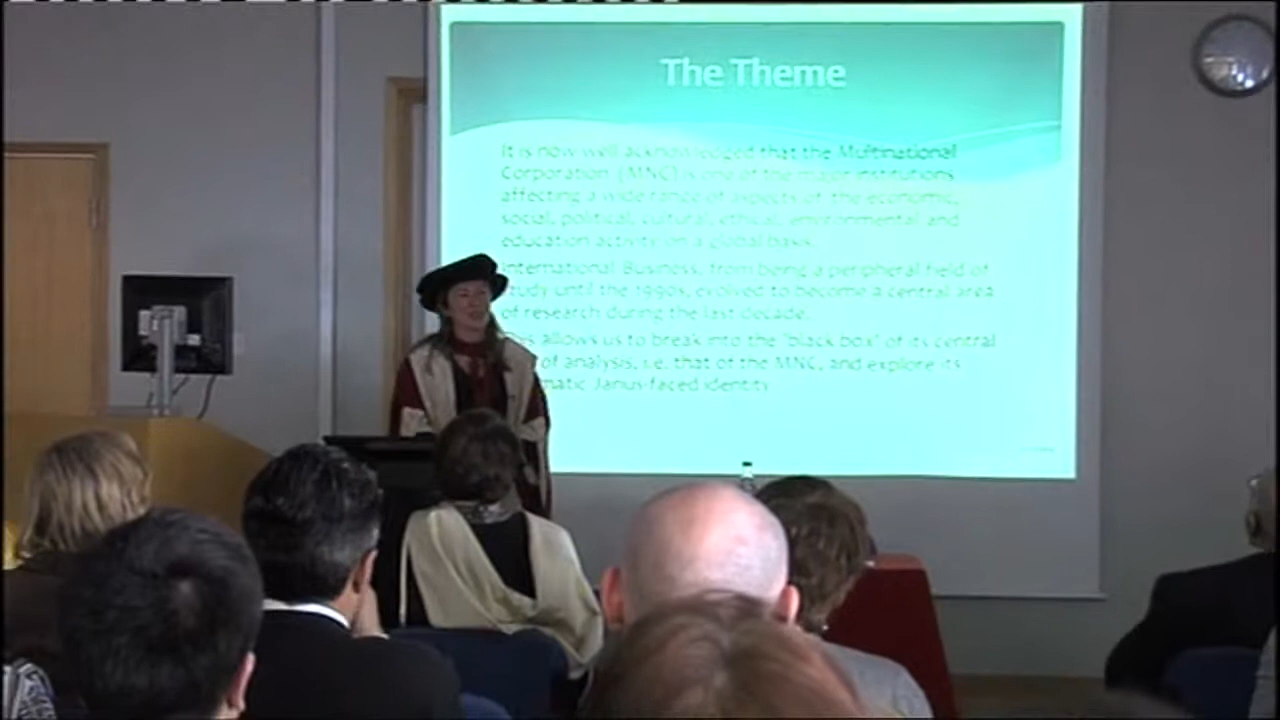 The Theme
It is now well acknowledged that the Multinational
Corporation (MNC) is one of the major institutions
affecting a wide range of aspects of the economic,
social, political, cultural, ethical, environmental and
education activity on a global basis.
International Business, from being a peripheral field of
study until the 1990s, evolved to become a central area
of research during the last decade.
allows us to break into the 'black box' of its central
of analysis, i.e. that of the MNC, and explore its
matic Janus-faced identity